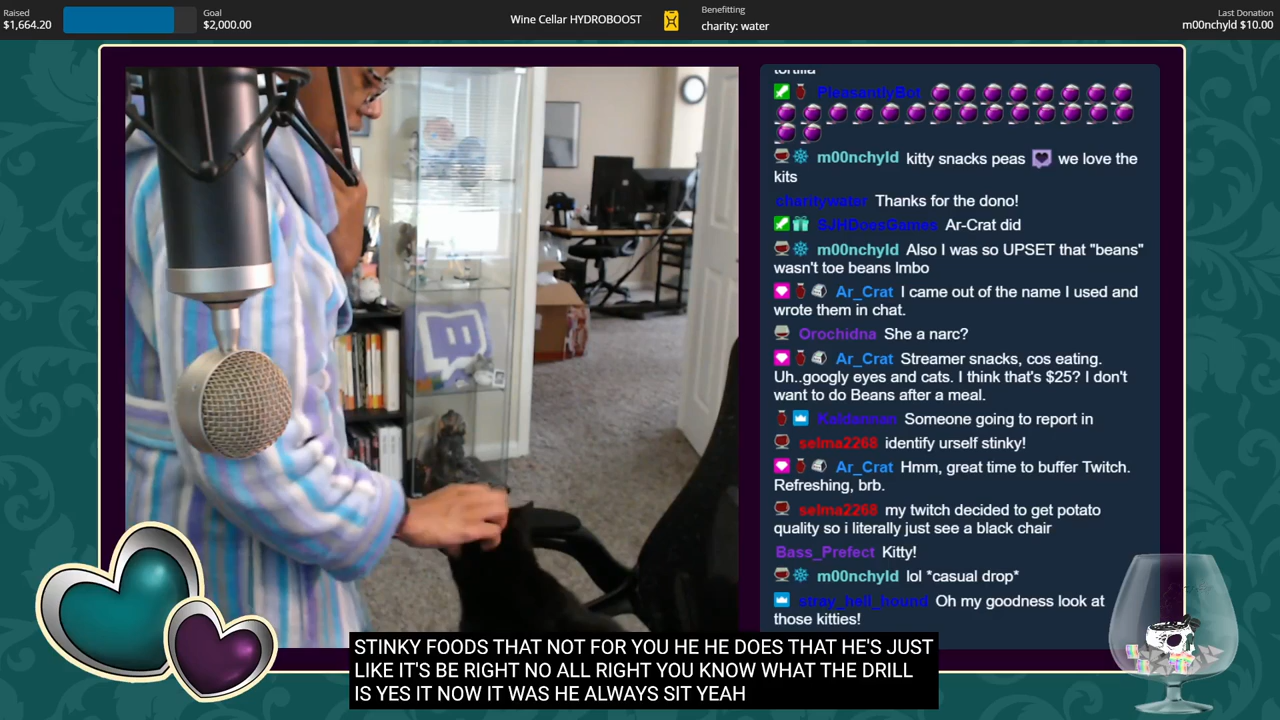 Raised
$1,664.20
Goal
$2,000.00
Wine Cellar HYDROBOOST
Benefitting
charity: water
Last Donation
m00nchyld $10.00
tortilla
PleasantlyBot
m00nchyld kitty snacks peas we love the
kits
charitywater Thanks for the dono!
SJHDoesGames Ar-Crat did
m00nchyld Also I was so UPSET that "beans"
wasn't toe beans lmbo
Ar_Crat I came out of the name I used and
wrote them in chat.
Orochidna She a narc?
Ar_Crat Streamer snacks, cos eating.
Uh..googly eyes and cats. I think that's $25? I don't
want to do Beans after a meal.
Kaldannan Someone going to report in
selma2268 identify urself stinky!
Ar_Crat Hmm, great time to buffer Twitch.
Refreshing, brb.
selma2268 my twitch decided to get potato
quality so i literally just see a black chair
Bass_Prefect Kitty!
m00nchyld lol *casual drop*
stray_hell_hound Oh my goodness look at
those kitties!
STINKY FOODS THAT NOT FOR YOU HE HE DOES THAT HE'S JUST
LIKE IT'S BE RIGHT NO ALL RIGHT YOU KNOW WHAT THE DRILL
IS YES IT NOW IT WAS HE ALWAYS SIT YEAH